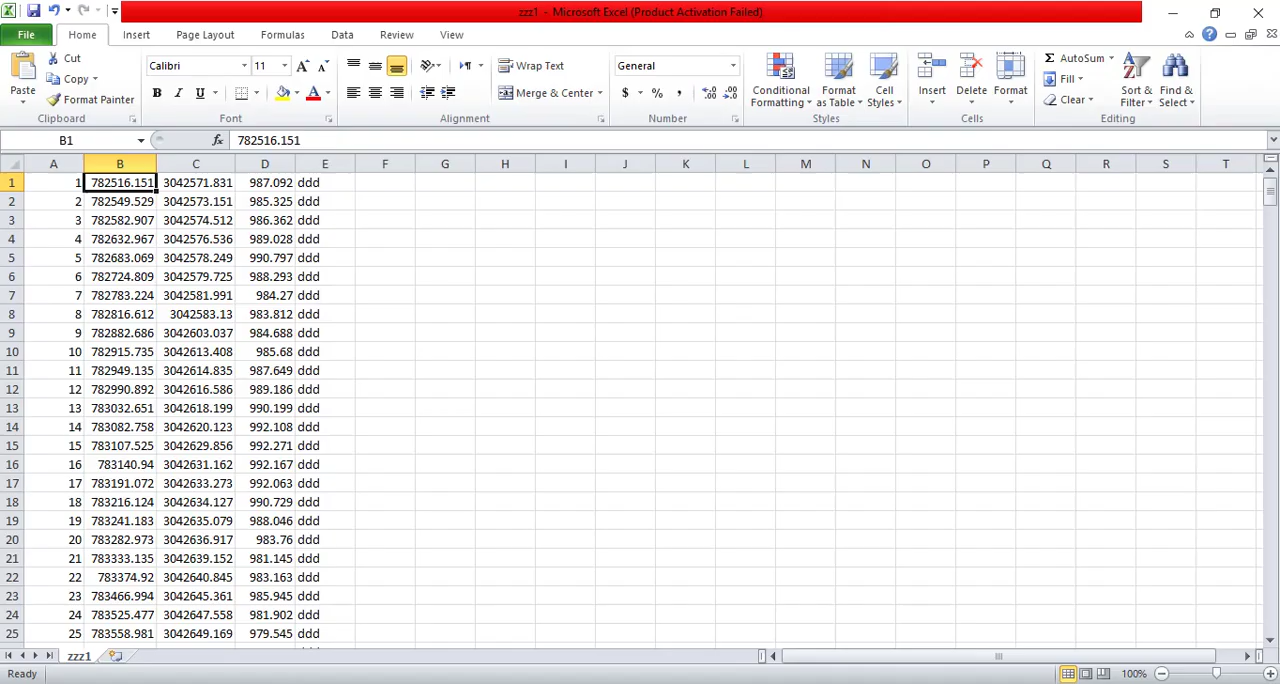 zzz1 - Microsoft Excel (Product Activation Failed)
File Home Insert Page Layout Formulas Data Review View
Paste
Cut
Copy
Format Painter
Clipboard
Calibri 11
B I U
Font
Wrap Text
Merge & Center
Alignment
General
$ % ,
Number
Conditional Formatting
Format as Table
Cell Styles
Styles
Insert Delete Format
Cells
AutoSum
Fill
Clear
Sort & Filter
Find & Select
Editing
B1 fx 782516.151
A B C D E F G H I J K L M N O P Q R S T
1 1 782516.151 3042571.831 987.092 ddd
2 2 782549.529 3042573.151 985.325 ddd
3 3 782582.907 3042574.512 986.362 ddd
4 4 782632.967 3042576.536 989.028 ddd
5 5 782683.069 3042578.249 990.797 ddd
6 6 782724.809 3042579.725 988.293 ddd
7 7 782783.224 3042581.991 984.27 ddd
8 8 782816.612 3042583.13 983.812 ddd
9 9 782882.686 3042603.037 984.688 ddd
10 10 782915.735 3042613.408 985.68 ddd
11 11 782949.135 3042614.835 987.649 ddd
12 12 782990.892 3042616.586 989.186 ddd
13 13 783032.651 3042618.199 990.199 ddd
14 14 783082.758 3042620.123 992.108 ddd
15 15 783107.525 3042629.856 992.271 ddd
16 16 783140.94 3042631.162 992.167 ddd
17 17 783191.072 3042633.273 992.063 ddd
18 18 783216.124 3042634.127 990.729 ddd
19 19 783241.183 3042635.079 988.046 ddd
20 20 783282.973 3042636.917 983.76 ddd
21 21 783333.135 3042639.152 981.145 ddd
22 22 783374.92 3042640.845 983.163 ddd
23 23 783466.994 3042645.361 985.945 ddd
24 24 783525.477 3042647.558 981.902 ddd
25 25 783558.981 3042649.169 979.545 ddd
zzz1
Ready 100%